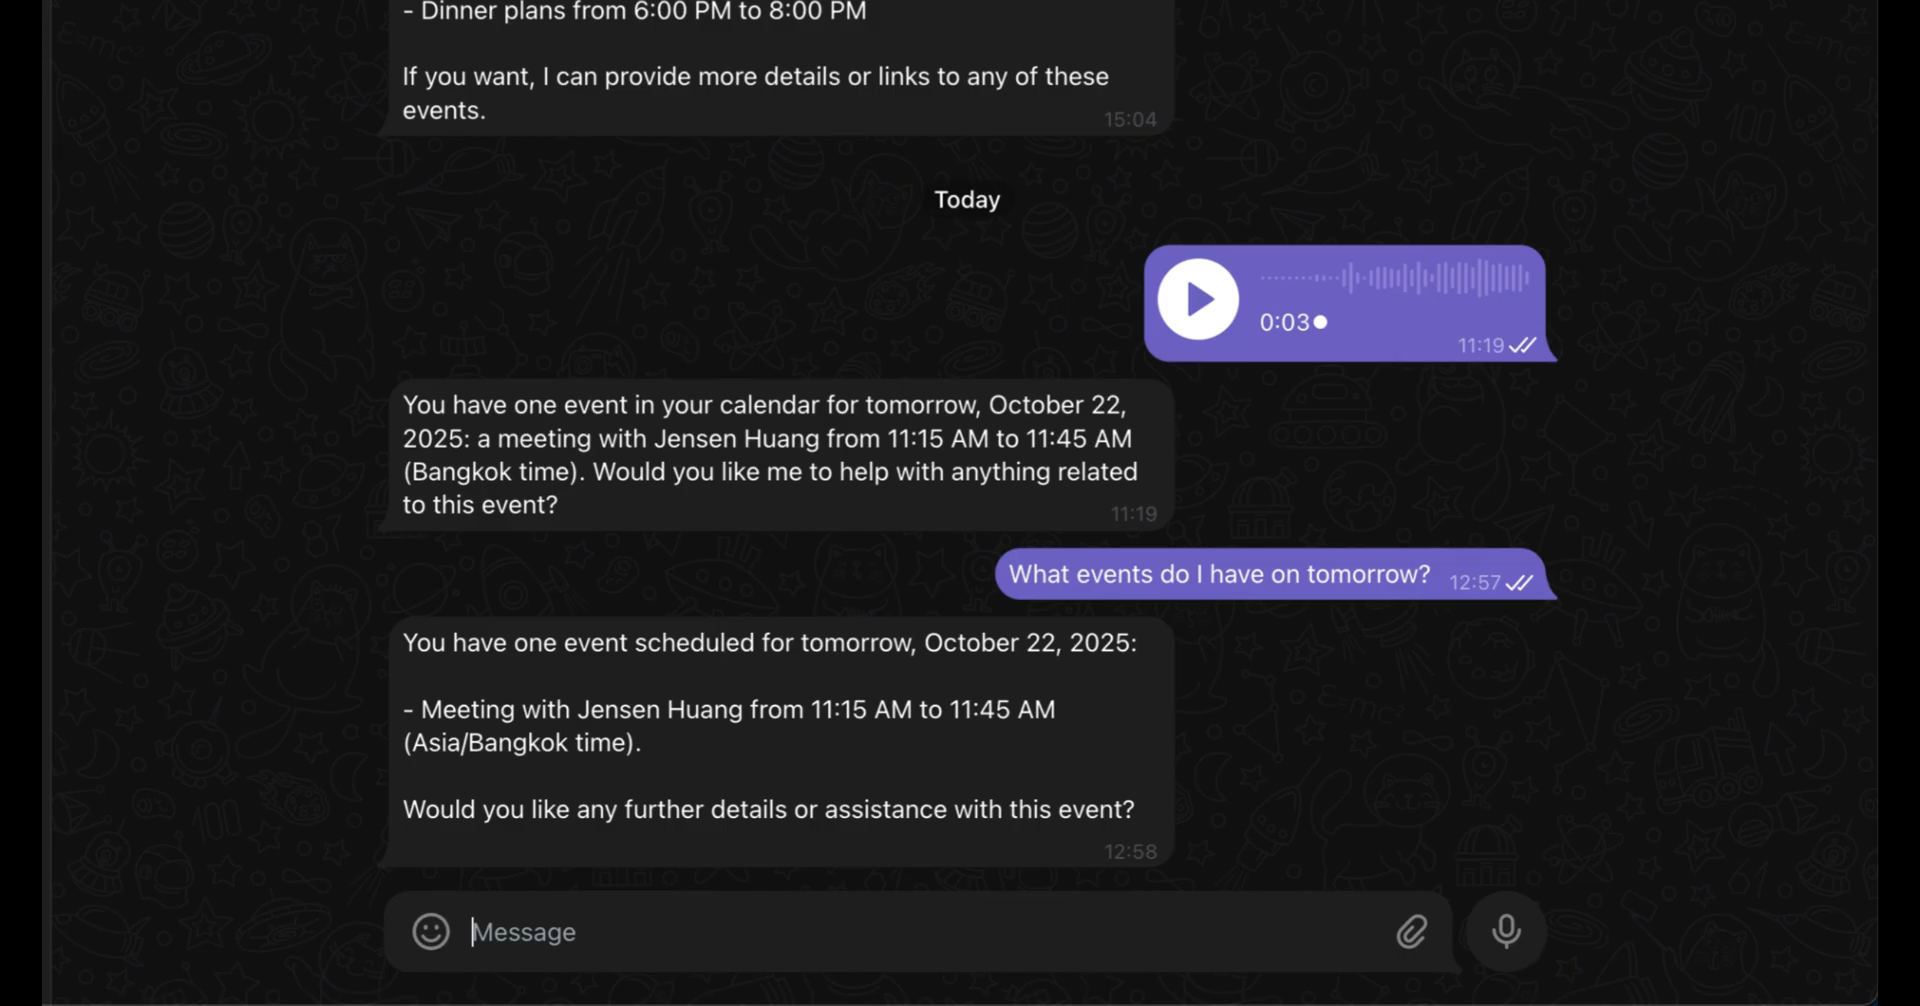 - Dinner plans from 6:00 PM to 8:00 PM
If you want, I can provide more details or links to any of these
events.
15:04
Today
0:03
11:19
You have one event in your calendar for tomorrow, October 22,
2025: a meeting with Jensen Huang from 11:15 AM to 11:45 AM
(Bangkok time). Would you like me to help with anything related
to this event?
11:19
What events do I have on tomorrow?
12:57
You have one event scheduled for tomorrow, October 22, 2025:
- Meeting with Jensen Huang from 11:15 AM to 11:45 AM
(Asia/Bangkok time).
Would you like any further details or assistance with this event?
12:58
Message